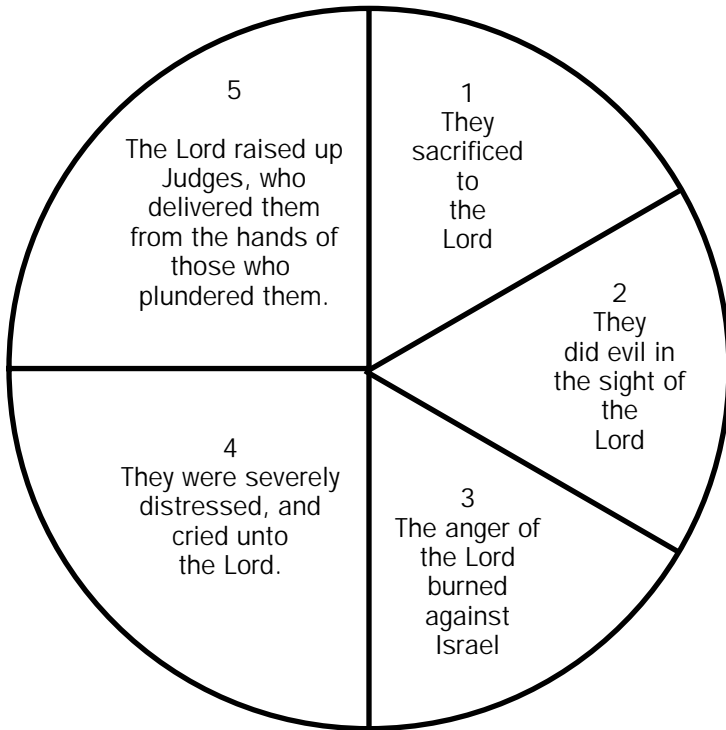 1
They
sacrificed
to
the
Lord
2
They
did evil in
the sight of
the
Lord
3
The anger of
the Lord
burned
against
Israel
4
They were severely
distressed, and
cried unto
the Lord.
5
The Lord raised up
Judges, who
delivered them
from the hands of
those who
plundered them.